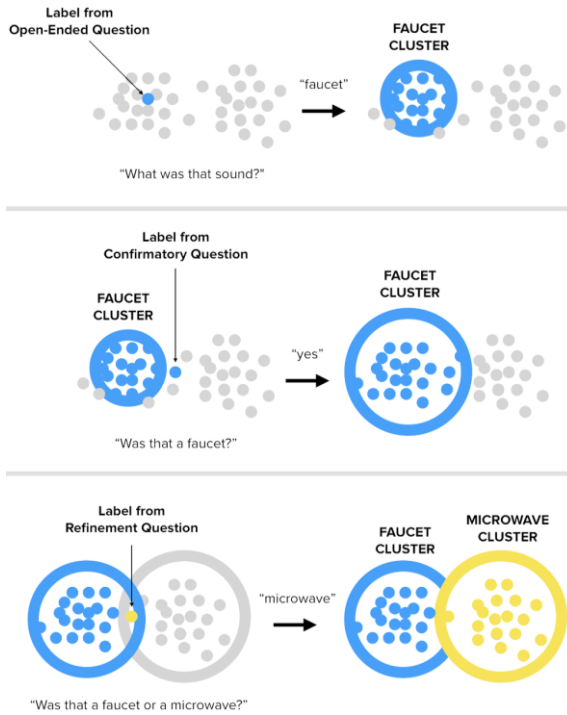 Label from
Open-Ended Question
FAUCET
CLUSTER
“faucet”
“What was that sound?"
Label from
Confirmatory Question
FAUCET
CLUSTER
FAUCET
CLUSTER
“yes”
“Was that a faucet?”
Label from
Refinement Question
FAUCET
CLUSTER
MICROWAVE
CLUSTER
“microwave”
“Was that a faucet or a microwave?”